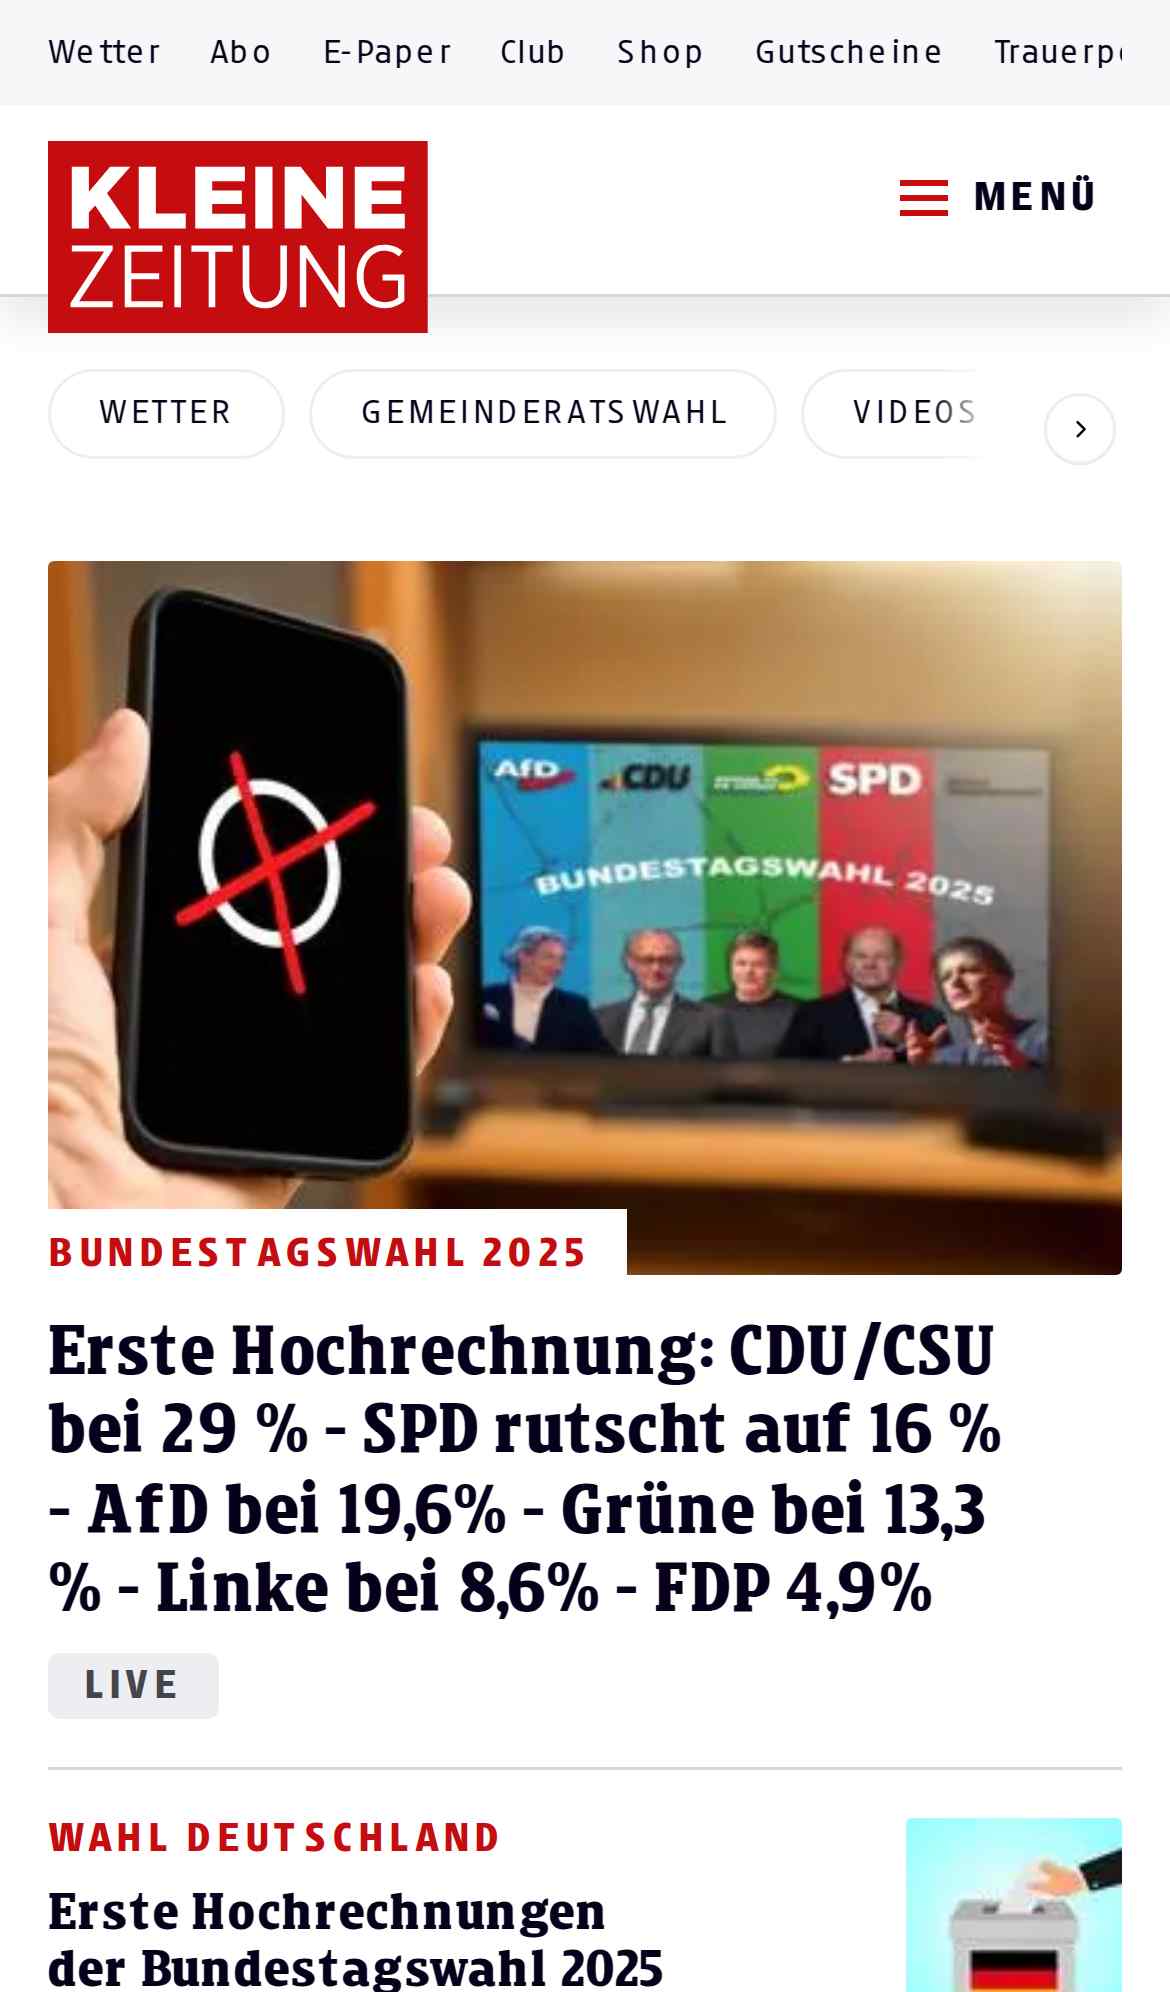 Wetter Abo E-Paper Club Shop Gutscheine
KLEINE
ZEITUNG
MENÜ
WETTER GEMEINDERATSWAHL VIDEOS
AfD CDU SPD
BUNDESTAGSWAHL 2025
BUNDESTAGSWAHL 2025
Erste Hochrechnung: CDU/CSU
bei 29 % - SPD rutscht auf 16 %
- AfD bei 19,6% - Grüne bei 13,3
% - Linke bei 8,6% - FDP 4,9%
LIVE
WAHL DEUTSCHLAND
Erste Hochrechnungen
der Bundestagswahl 2025